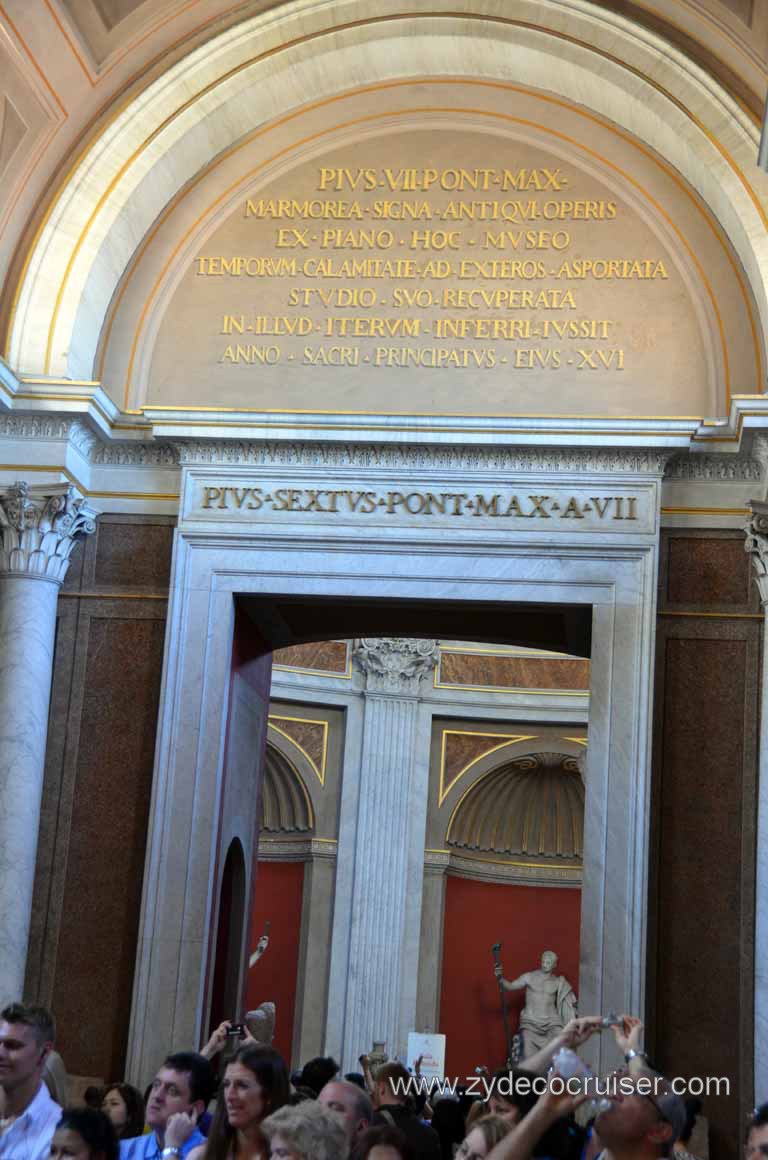 PIVS·VII·PONT·MAX·
MARMOREA·SIGNA·ANTIQVI·OPERIS
EX·PIANO·HOC·MVSEO
TEMPORVM·CALAMITATE·AD·EXTEROS·ASPORTATA
STVDIO·SVO·RECVPERATA
IN·ILLVD·ITERVM·INFERRI·IVSSIT
ANNO·SACRI·PRINCIPATVS·EIVS·XVI
PIVS·SEXTVS·PONT·MAX·A·VII
www.zydecocruiser.com